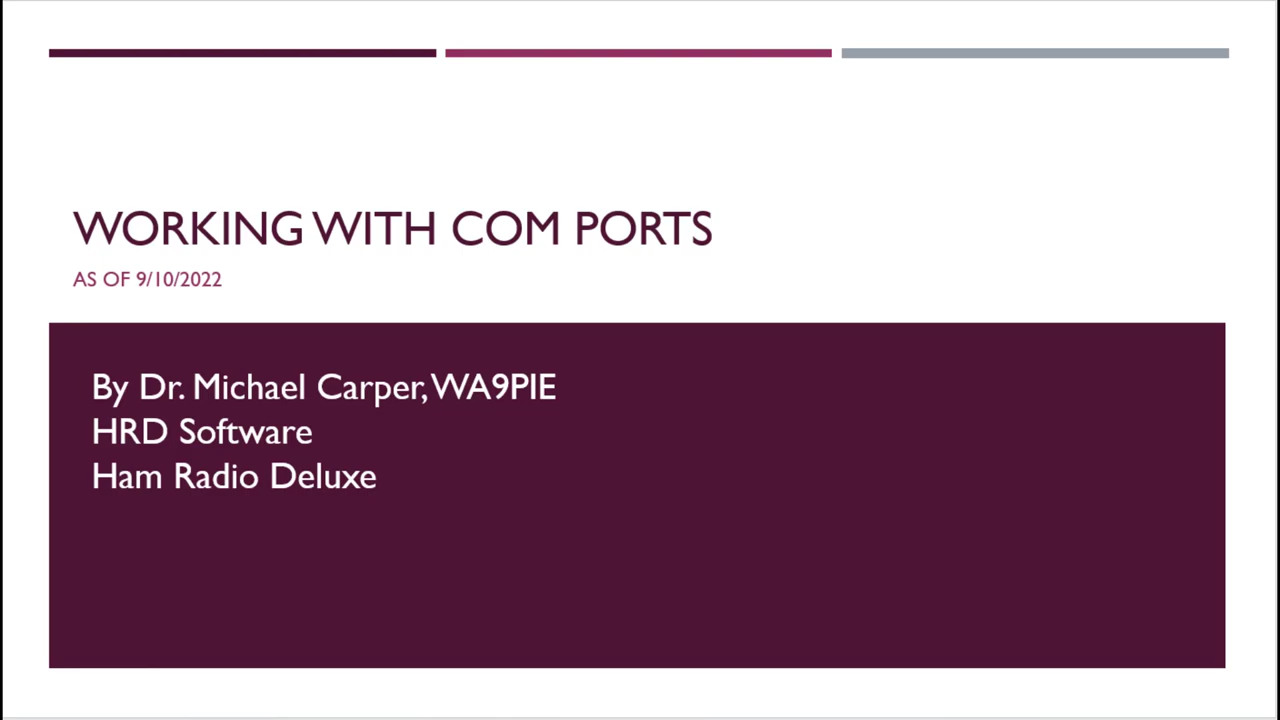 WORKING WITH COM PORTS
AS OF 9/10/2022
By Dr. Michael Carper, WA9PIE
HRD Software
Ham Radio Deluxe